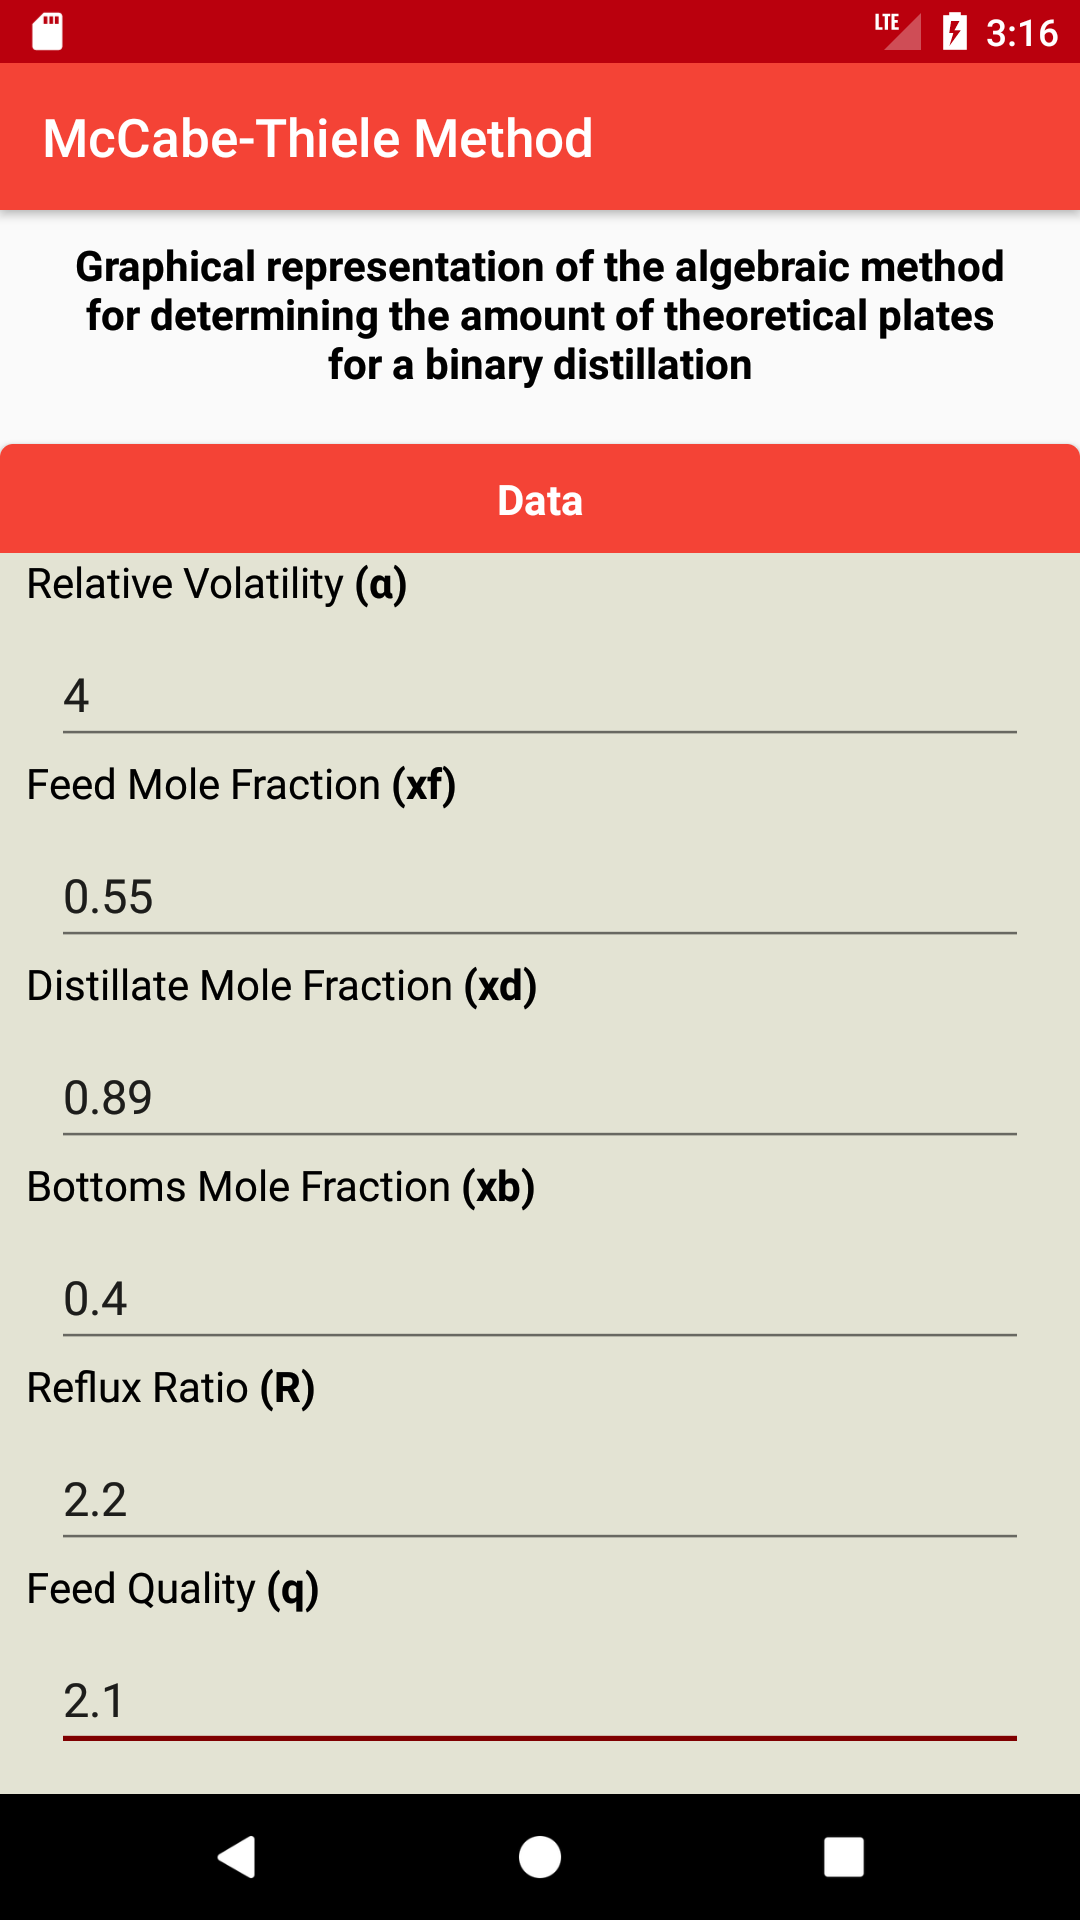 LTE 3:16
McCabe-Thiele Method
Graphical representation of the algebraic method
for determining the amount of theoretical plates
for a binary distillation
Data
Relative Volatility (α)
4
Feed Mole Fraction (xf)
0.55
Distillate Mole Fraction (xd)
0.89
Bottoms Mole Fraction (xb)
0.4
Reflux Ratio (R)
2.2
Feed Quality (q)
2.1